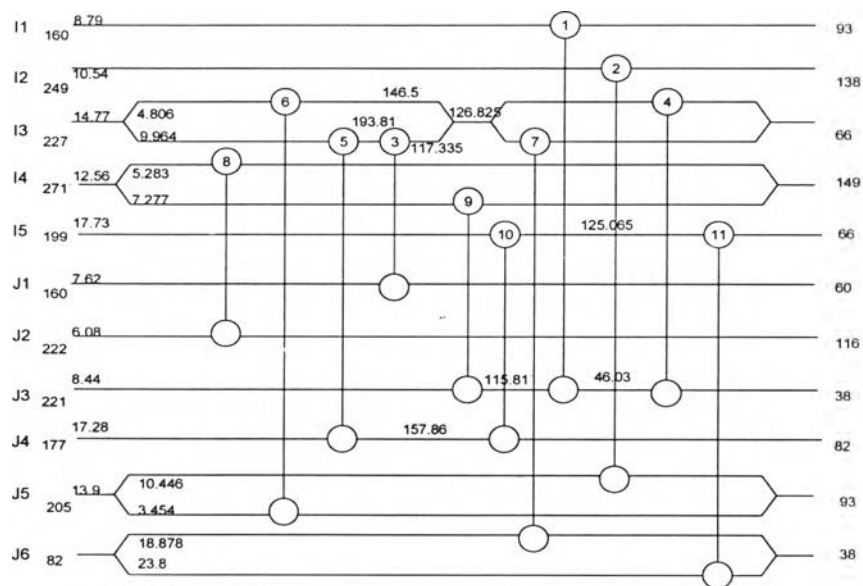 I1 160 8.79 1 93
I2 249 10.54 2 138
I3 227 14.77 4.806 9.964 6 146.5 193.81 5 3 117.335 126.825 7 4 66
I4 271 12.56 5.283 7.277 8 9 149
I5 199 17.73 10 125.065 11 66
J1 160 7.62 60
J2 222 6.08 116
J3 221 8.44 115.81 46.03 38
J4 177 17.28 157.86 82
J5 205 13.9 10.446 3.454 93
J6 82 18.878 23.8 38